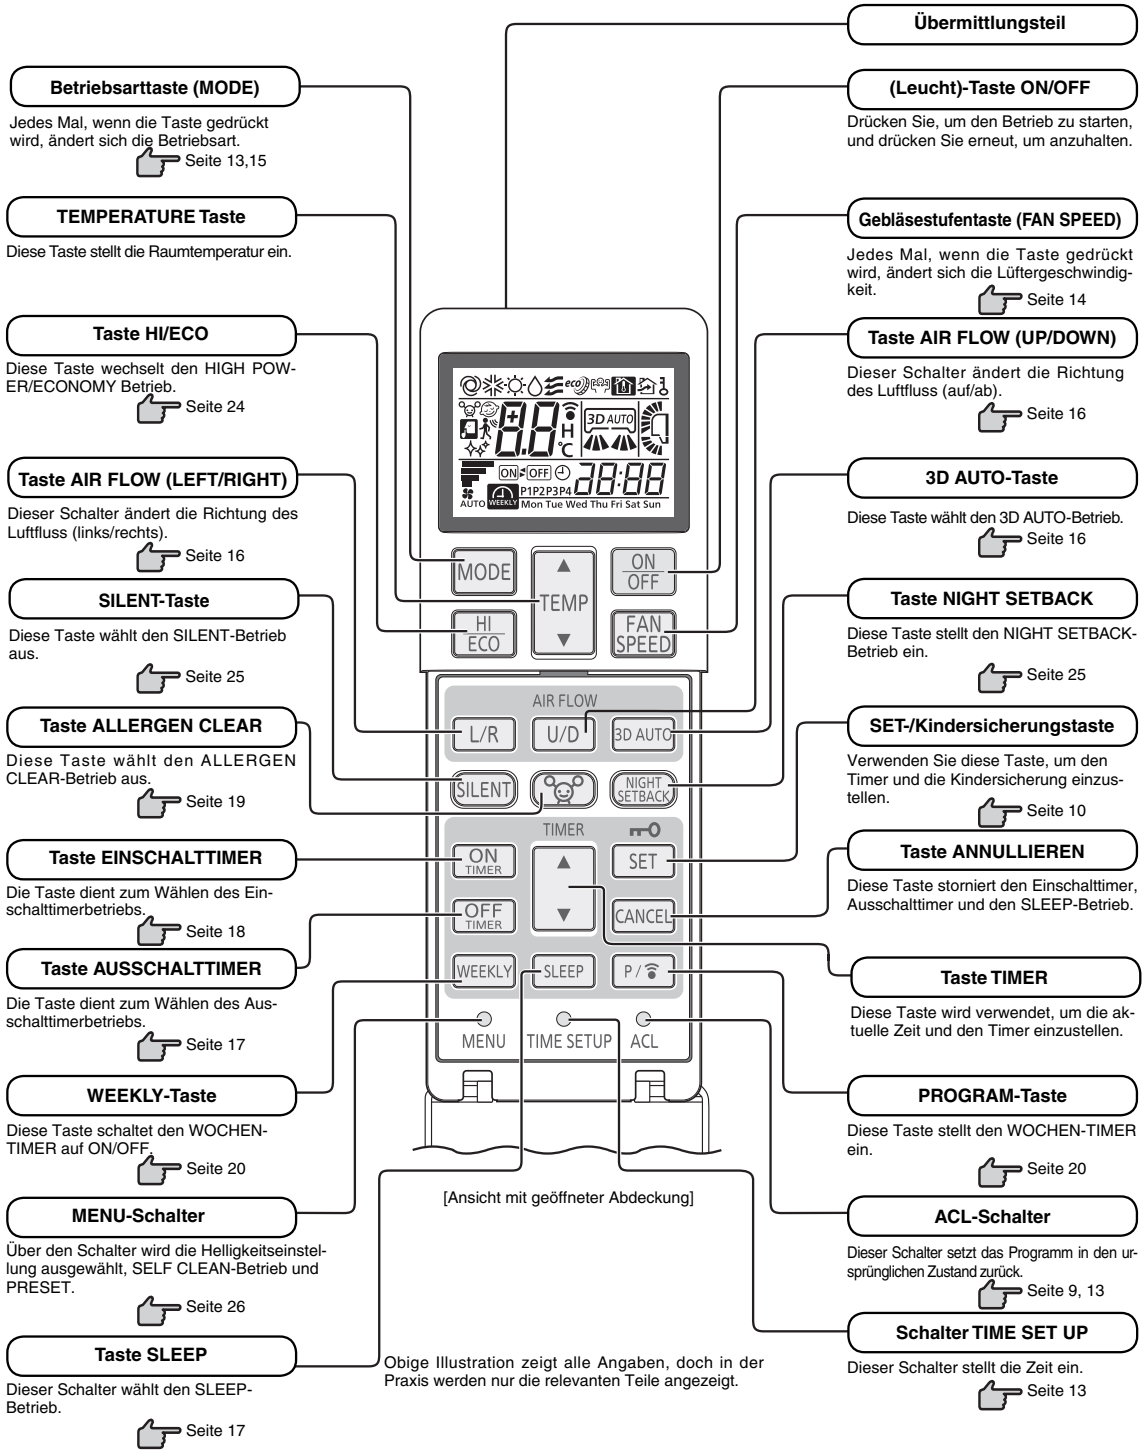 Übermittlungsteil
Betriebsarttaste (MODE)
Jedes Mal, wenn die Taste gedrückt
wird, ändert sich die Betriebsart.
Seite 13,15
TEMPERATURE Taste
Diese Taste stellt die Raumtemperatur ein.
Taste HI/ECO
Diese Taste wechselt den HIGH POW-
ER/ECONOMY Betrieb.
Seite 24
Taste AIR FLOW (LEFT/RIGHT)
Dieser Schalter ändert die Richtung des
Luftfluss (links/rechts).
Seite 16
SILENT-Taste
Diese Taste wählt den SILENT-Betrieb
aus.
Seite 25
Taste ALLERGEN CLEAR
Diese Taste wählt den ALLERGEN
CLEAR-Betrieb aus.
Seite 19
Taste EINSCHALTTIMER
Die Taste dient zum Wählen des Ein-
schalttimerbetriebs.
Seite 18
Taste AUSSCHALTTIMER
Die Taste dient zum Wählen des Aus-
schalttimerbetriebs.
Seite 17
WEEKLY-Taste
Diese Taste schaltet den WOCHEN-
TIMER auf ON/OFF.
Seite 20
MENU-Schalter
Über den Schalter wird die Helligkeitseinstel-
lung ausgewählt, SELF CLEAN-Betrieb und
PRESET.
Seite 26
Taste SLEEP
Dieser Schalter wählt den SLEEP-
Betrieb.
Seite 17
eco
8.8
H
°C
3D AUTO
ON OFF
P1P2P3P4
28:88
AUTO WEEKLY Mon Tue Wed Thu Fri Sat Sun
MODE
TEMP
ON
OFF
HI
ECO
FAN
SPEED
AIR FLOW
L/R
U/D
3D AUTO
SILENT
NIGHT
SETBACK
TIMER
ON
TIMER
SET
OFF
TIMER
CANCEL
WEEKLY
SLEEP
P /
MENU
TIME SETUP
ACL
[Ansicht mit geöffneter Abdeckung]
Obige Illustration zeigt alle Angaben, doch in der
Praxis werden nur die relevanten Teile angezeigt.
(Leucht)-Taste ON/OFF
Drücken Sie, um den Betrieb zu starten,
und drücken Sie erneut, um anzuhalten.
Gebläsestufentaste (FAN SPEED)
Jedes Mal, wenn die Taste gedrückt
wird, ändert sich die Lüftergeschwindig-
keit.
Seite 14
Taste AIR FLOW (UP/DOWN)
Dieser Schalter ändert die Richtung
des Luftfluss (auf/ab).
Seite 16
3D AUTO-Taste
Diese Taste wählt den 3D AUTO-Betrieb.
Seite 16
Taste NIGHT SETBACK
Diese Taste stellt den NIGHT SETBACK-
Betrieb ein.
Seite 25
SET-/Kindersicherungstaste
Verwenden Sie diese Taste, um den
Timer und die Kindersicherung einzus-
tellen.
Seite 10
Taste ANNULLIEREN
Diese Taste storniert den Einschalttimer,
Ausschalttimer und den SLEEP-Betrieb.
Taste TIMER
Diese Taste wird verwendet, um die ak-
tuelle Zeit und den Timer einzustellen.
PROGRAM-Taste
Diese Taste stellt den WOCHEN-TIMER
ein.
Seite 20
ACL-Schalter
Dieser Schalter setzt das Programm in den ur-
sprünglichen Zustand zurück.
Seite 9, 13
Schalter TIME SET UP
Dieser Schalter stellt die Zeit ein.
Seite 13